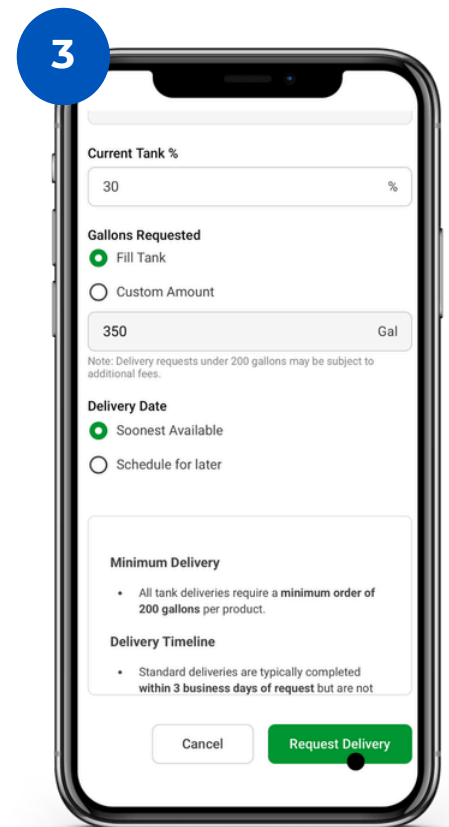 3
Current Tank %
30 %
Gallons Requested
Fill Tank
Custom Amount
350 Gal
Note: Delivery requests under 200 gallons may be subject to
additional fees.
Delivery Date
Soonest Available
Schedule for later
Minimum Delivery
• All tank deliveries require a minimum order of
200 gallons per product.
Delivery Timeline
• Standard deliveries are typically completed
within 3 business days of request but are not
Cancel Request Delivery